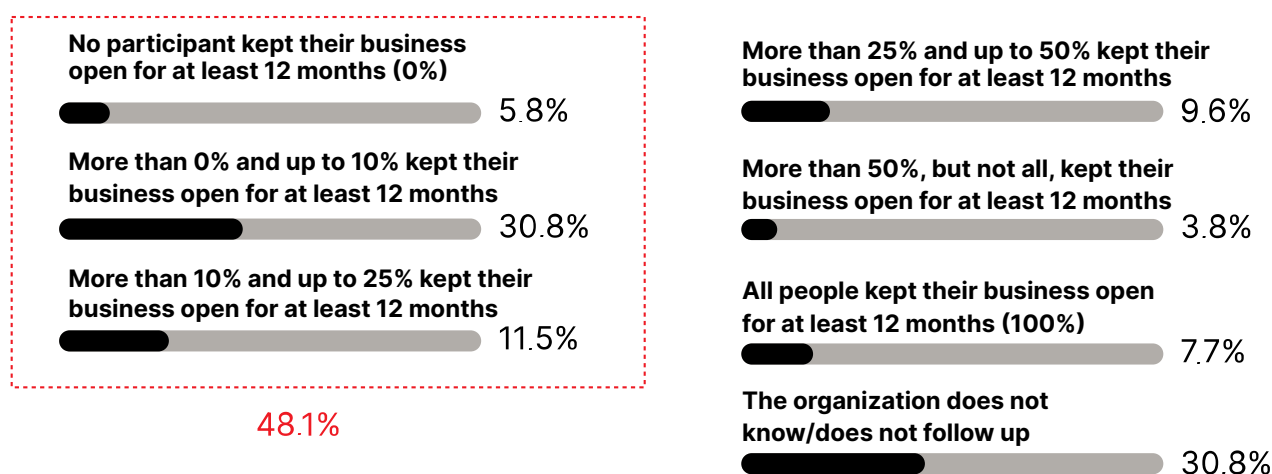 No participant kept their business
open for at least 12 months (0%)
5.8%
More than 0% and up to 10% kept their
business open for at least 12 months
30.8%
More than 10% and up to 25% kept their
business open for at least 12 months
11.5%
48.1%
More than 25% and up to 50% kept their
business open for at least 12 months
9.6%
More than 50%, but not all, kept their
business open for at least 12 months
3.8%
All people kept their business open
for at least 12 months (100%)
7.7%
The organization does not
know/does not follow up
30.8%